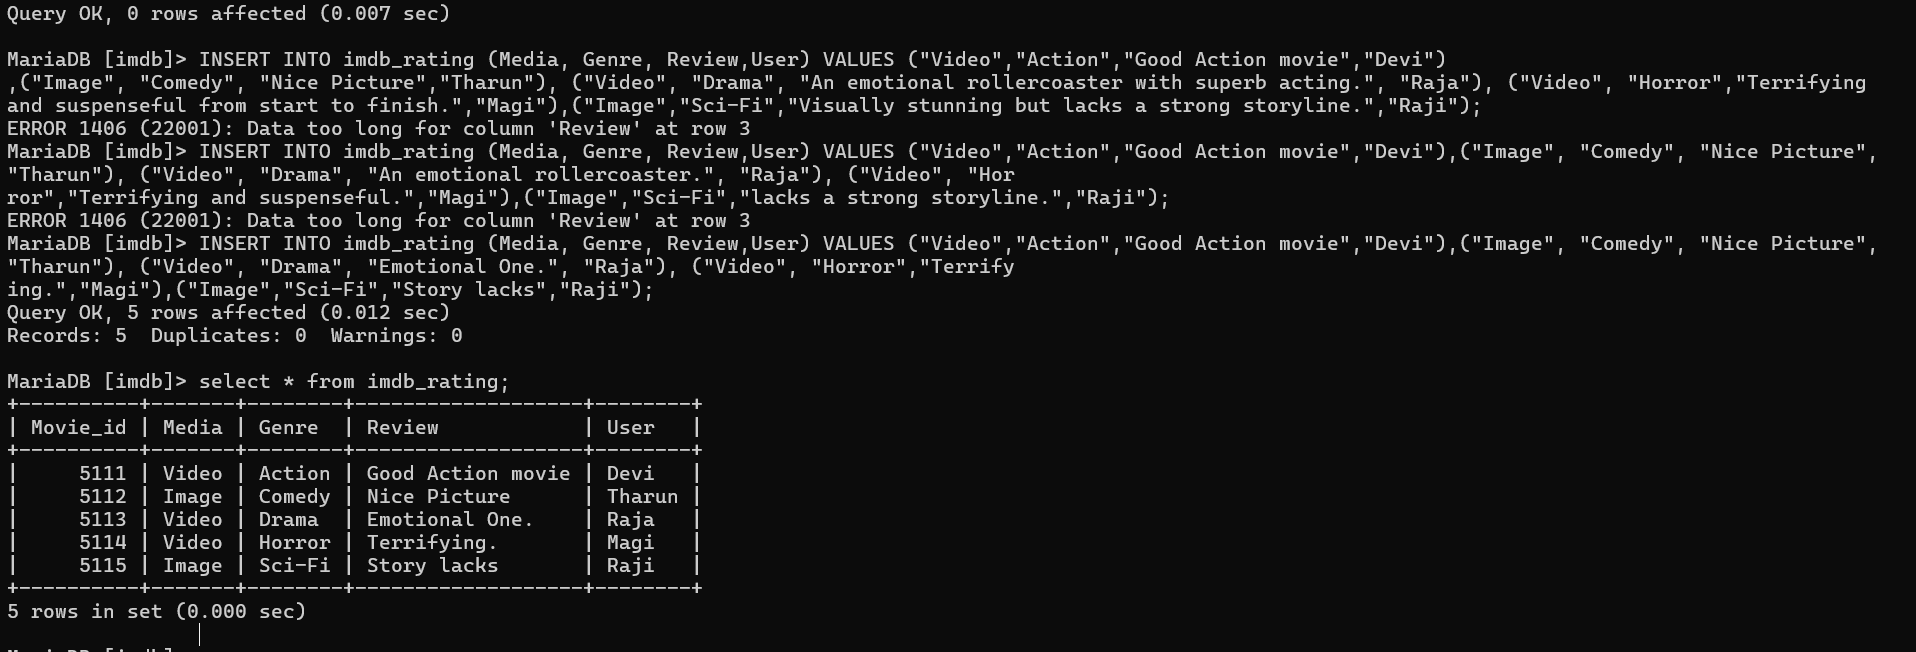 Query OK, 0 rows affected (0.007 sec)
MariaDB [imdb]> INSERT INTO imdb_rating (Media, Genre, Review,User) VALUES ("Video","Action","Good Action movie","Devi")
,("Image", "Comedy", "Nice Picture","Tharun"), ("Video", "Drama", "An emotional rollercoaster with superb acting.", "Raja"), ("Video", "Horror","Terrifying
and suspenseful from start to finish.","Magi"),("Image","Sci-Fi","Visually stunning but lacks a strong storyline.","Raji");
ERROR 1406 (22001): Data too long for column 'Review' at row 3
MariaDB [imdb]> INSERT INTO imdb_rating (Media, Genre, Review,User) VALUES ("Video","Action","Good Action movie","Devi"),("Image", "Comedy", "Nice Picture",
"Tharun"), ("Video", "Drama", "An emotional rollercoaster.", "Raja"), ("Video", "Hor
ror","Terrifying and suspenseful.","Magi"),("Image","Sci-Fi","lacks a strong storyline.","Raji");
ERROR 1406 (22001): Data too long for column 'Review' at row 3
MariaDB [imdb]> INSERT INTO imdb_rating (Media, Genre, Review,User) VALUES ("Video","Action","Good Action movie","Devi"),("Image", "Comedy", "Nice Picture",
"Tharun"), ("Video", "Drama", "Emotional One.", "Raja"), ("Video", "Horror","Terrify
ing.","Magi"),("Image","Sci-Fi","Story lacks","Raji");
Query OK, 5 rows affected (0.012 sec)
Records: 5  Duplicates: 0  Warnings: 0
MariaDB [imdb]> select * from imdb_rating;
+----------+-------+--------+-------------------+--------+
| Movie_id | Media | Genre  | Review            | User   |
+----------+-------+--------+-------------------+--------+
|     5111 | Video | Action | Good Action movie | Devi   |
|     5112 | Image | Comedy | Nice Picture      | Tharun |
|     5113 | Video | Drama  | Emotional One.    | Raja   |
|     5114 | Video | Horror | Terrifying.       | Magi   |
|     5115 | Image | Sci-Fi | Story lacks       | Raji   |
+----------+-------+--------+-------------------+--------+
5 rows in set (0.000 sec)